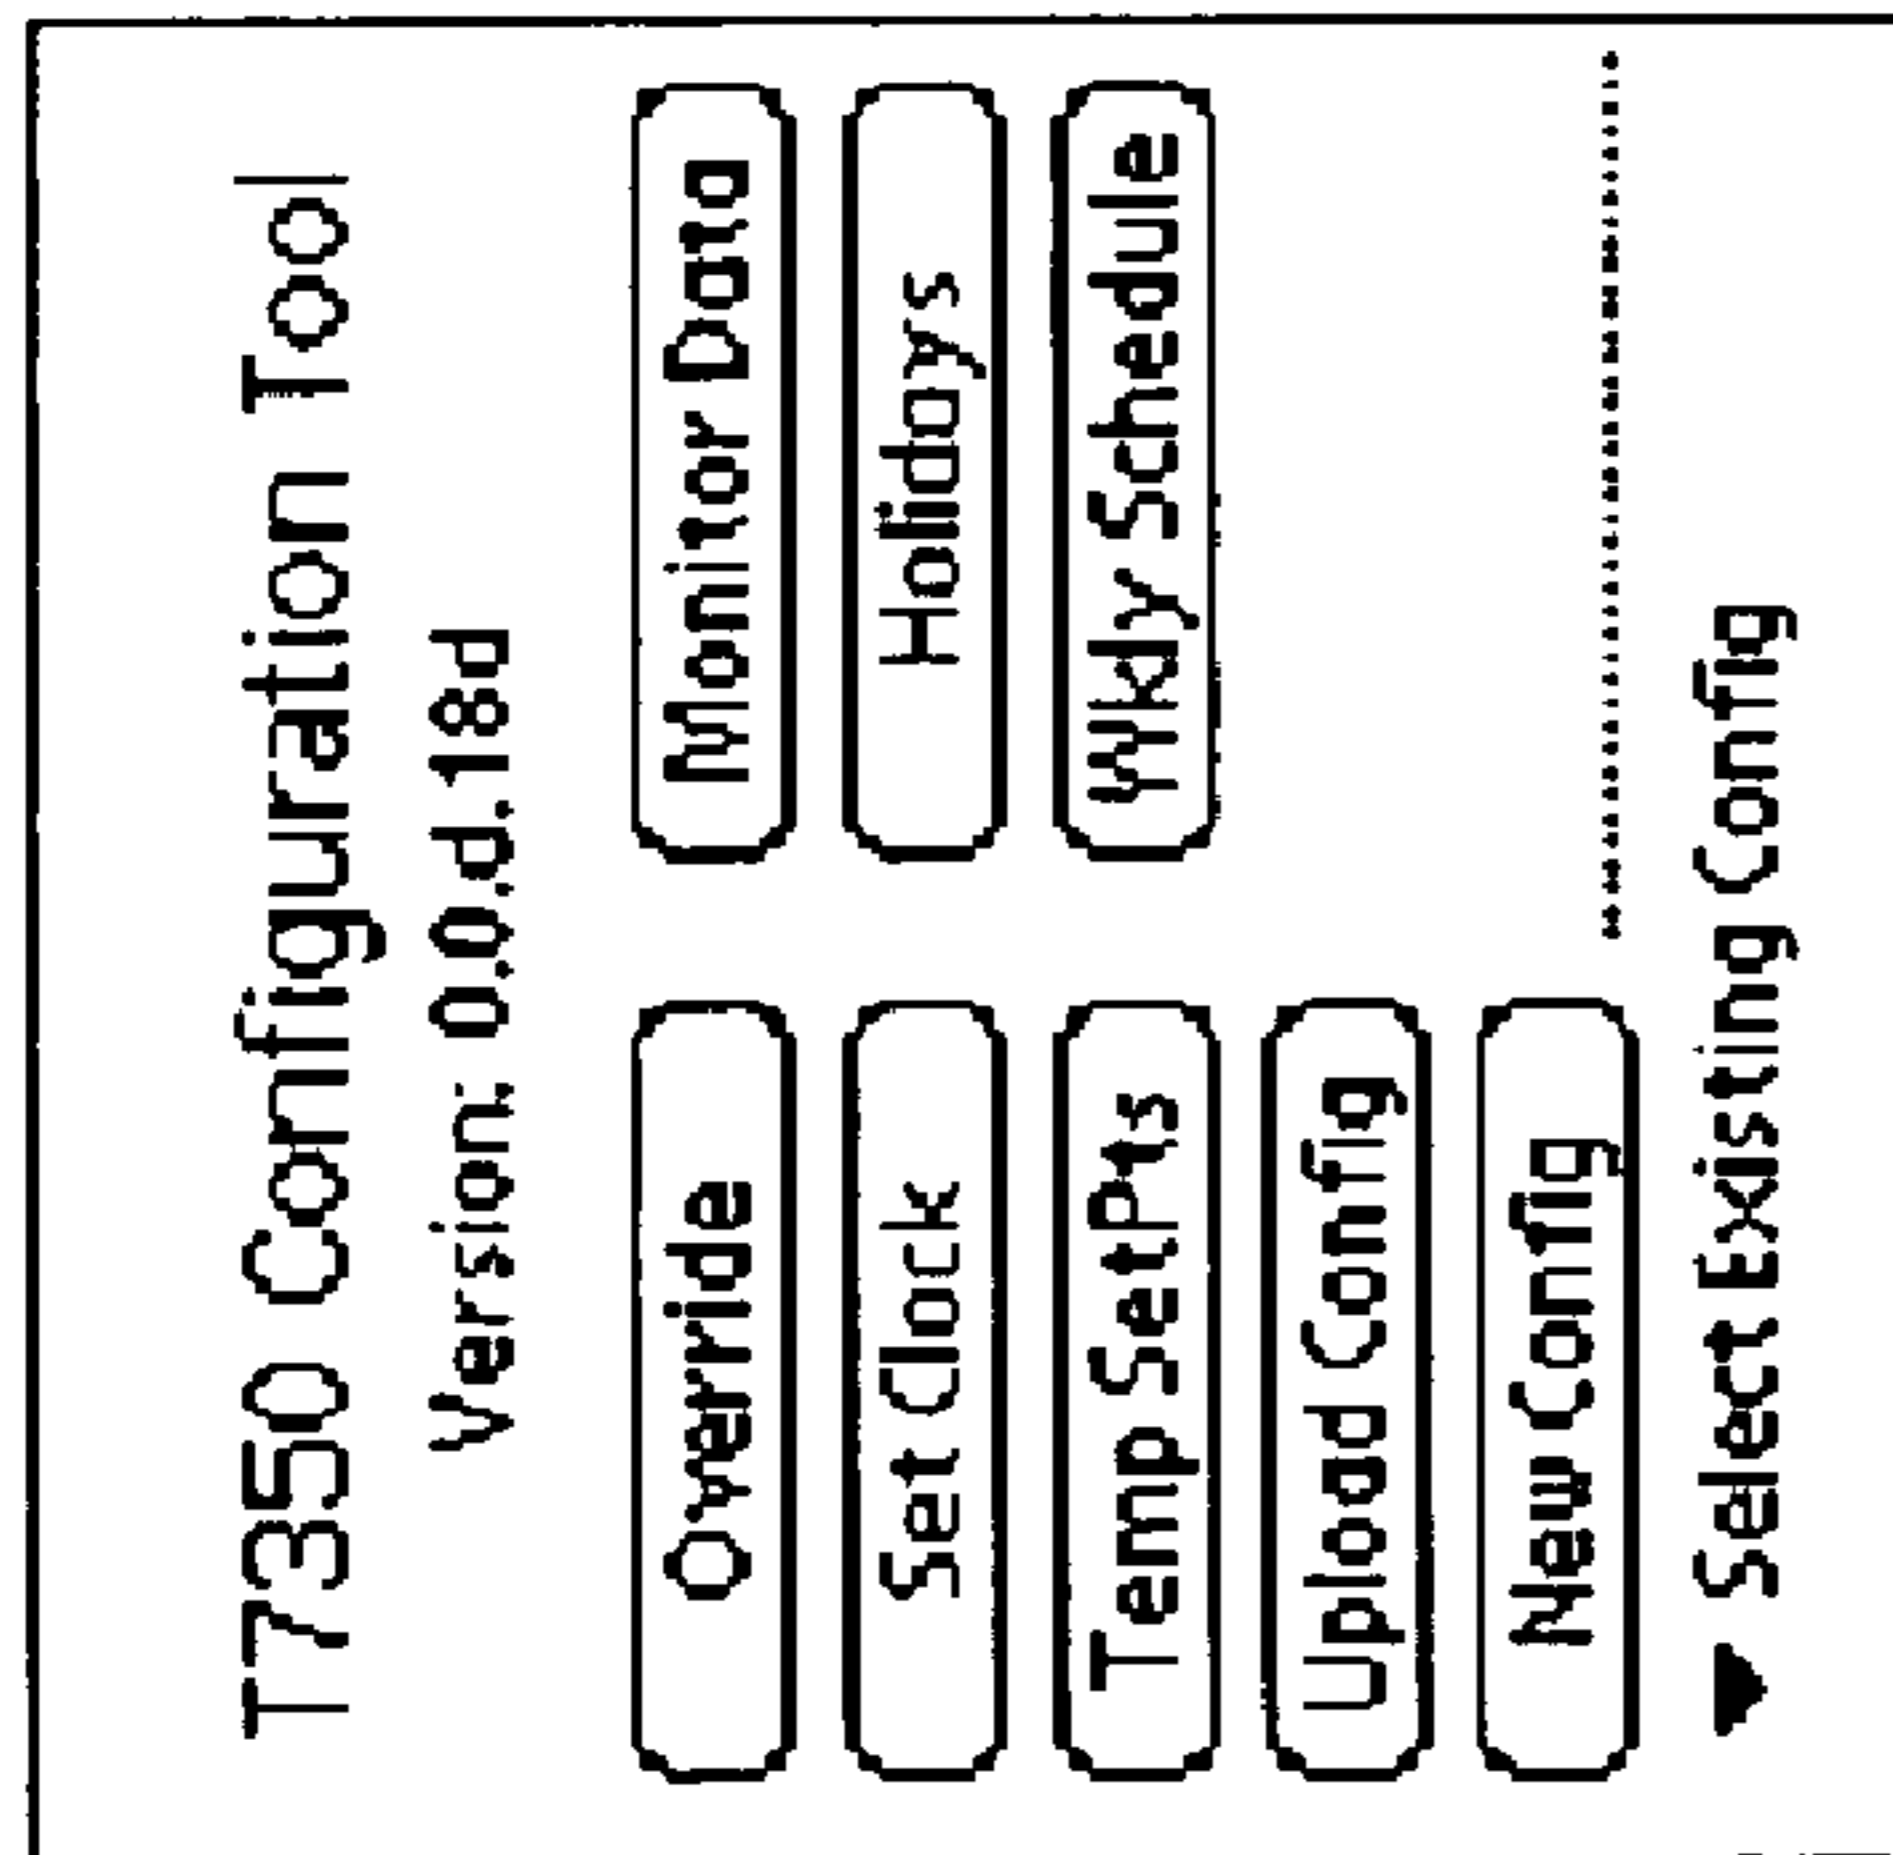 T7350 Configuration Tool
Version: 0.0.d.18d
Override Monitor Data
Set Clock Holidays
Temp SetPts Wkly Schedule
Upload Config
New Config
Select Existing Config